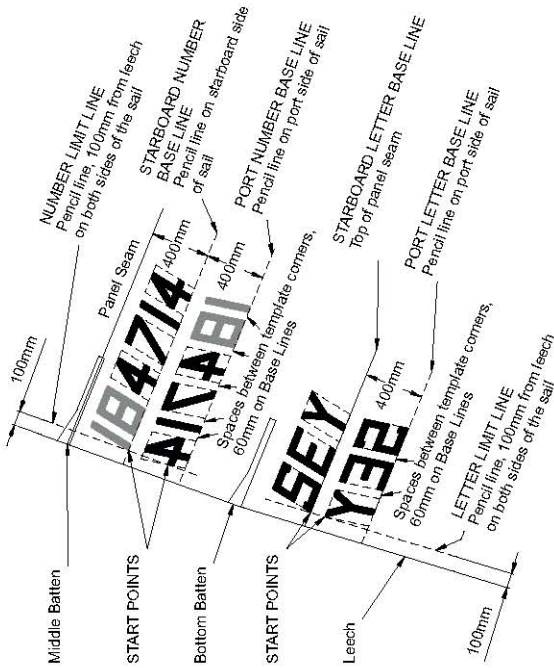 100mm
NUMBER LIMIT LINE
Pencil line, 100mm from leech
on both sides of the sail
Panel Seam
STARBOARD NUMBER
BASE LINE
Pencil line on starboard side
of sail
400mm
400mm
PORT NUMBER BASE LINE
Pencil line on port side of sail
Middle Batten
184714
417481
START POINTS
Spaces between template corners,
60mm on Base Lines
Bottom Batten
STARBOARD LETTER BASE LINE
Top of panel seam
SEY
Y32
400mm
PORT LETTER BASE LINE
Pencil line on port side of sail
START POINTS
Spaces between template corners,
60mm on Base Lines
Leech
LETTER LIMIT LINE
Pencil line, 100mm from leech
on both sides of the sail
100mm